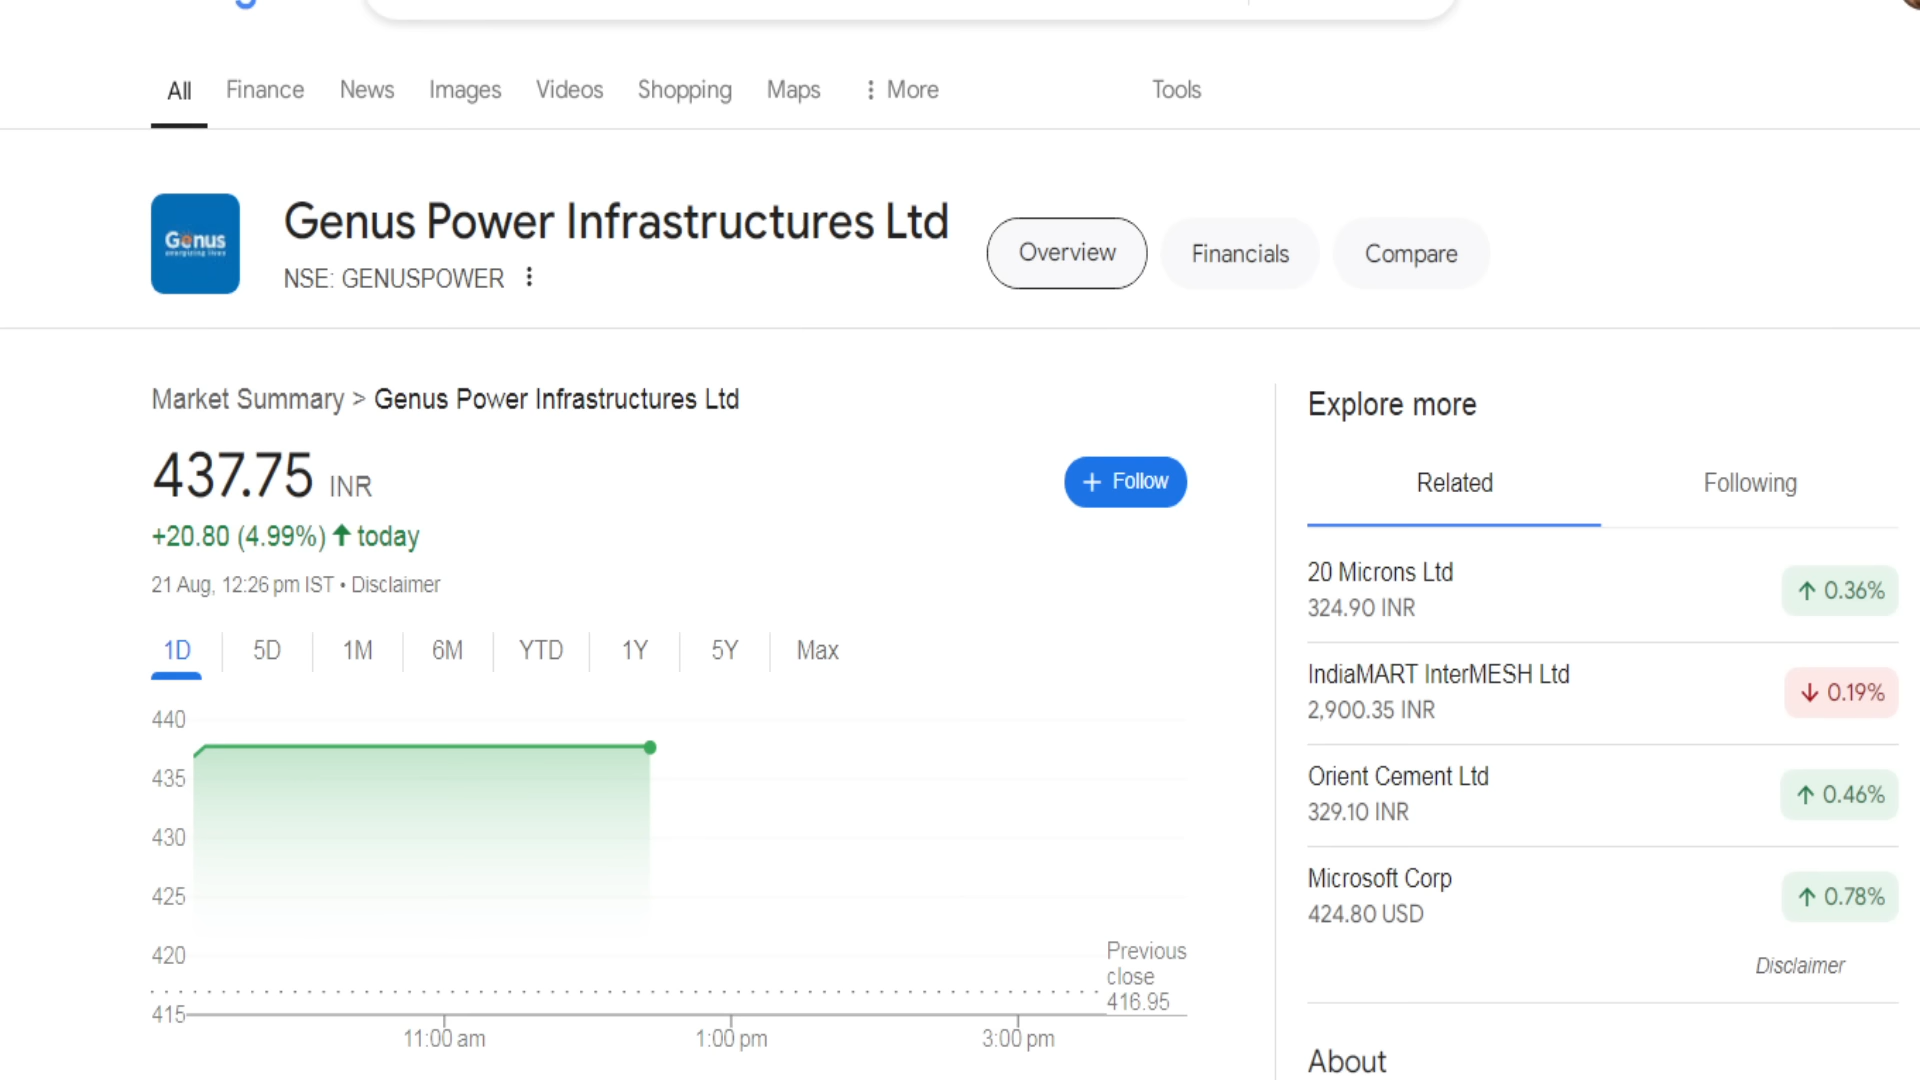 All Finance News Images Videos Shopping Maps More Tools
Genus
energizing lives
Genus Power Infrastructures Ltd
NSE: GENUSPOWER
Overview Financials Compare
Market Summary > Genus Power Infrastructures Ltd
437.75 INR
+ Follow
+20.80 (4.99%) today
21 Aug, 12:26 pm IST • Disclaimer
1D 5D 1M 6M YTD 1Y 5Y Max
440
435
430
425
420
415
Previous
close
416.95
11:00 am 1:00 pm 3:00 pm
Explore more
Related Following
20 Microns Ltd
324.90 INR
0.36%
IndiaMART InterMESH Ltd
2,900.35 INR
0.19%
Orient Cement Ltd
329.10 INR
0.46%
Microsoft Corp
424.80 USD
0.78%
Disclaimer
About